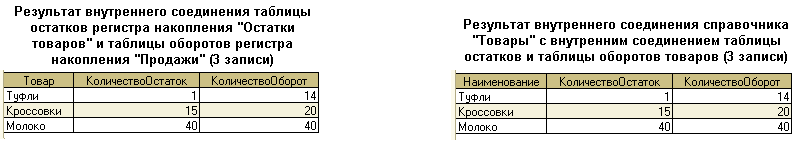 Результат внутреннего соединения таблицы
остатков регистра накопления "Остатки
товаров" и таблицы оборотов регистра
накопления "Продажи" (3 записи)
Товар КоличествоОстаток КоличествоОборот
Туфли 1 14
Кроссовки 15 20
Молоко 40 40
Результат внутреннего соединения справочника
"Товары" с внутренним соединением таблицы
остатков и таблицы оборотов товаров (3 записи)
Наименование КоличествоОстаток КоличествоОборот
Туфли 1 14
Кроссовки 15 20
Молоко 40 40